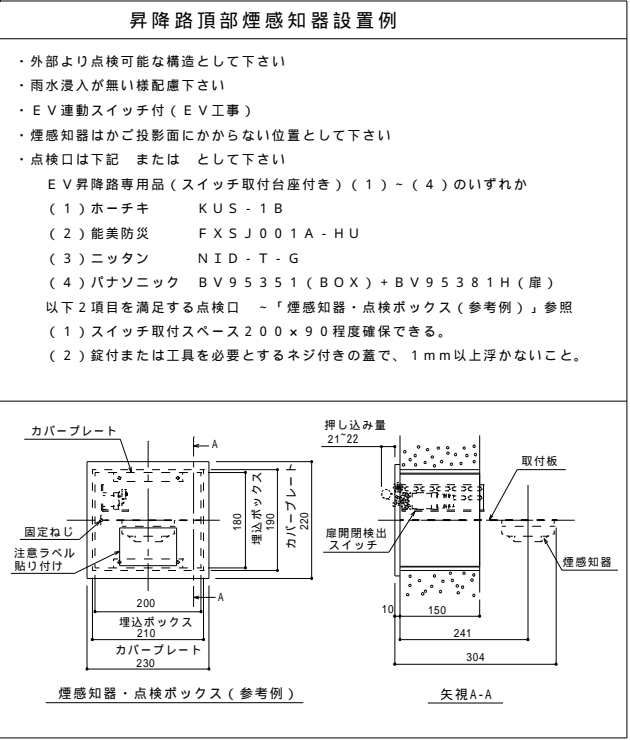 昇降路頂部煙感知器設置例
・外部より点検可能な構造として下さい
・雨水浸入が無い様配慮下さい
・ＥＶ連動スイッチ付（ＥＶ工事）
・煙感知器はかご投影面にかからない位置として下さい
・点検口は下記　または　として下さい
ＥＶ昇降路専用品（スイッチ取付台座付き）（１）～（４）のいずれか
（１）ホーチキ　ＫＵＳ‐１Ｂ
（２）能美防災　ＦＸＳＪ００１Ａ‐ＨＵ
（３）ニッタン　ＮＩＤ‐Ｔ‐Ｇ
（４）パナソニック　ＢＶ９５３５１（ＢＯＸ）＋ＢＶ９５３８１Ｈ（扉）
以下２項目を満足する点検口　～「煙感知器・点検ボックス（参考例）」参照
（１）スイッチ取付スペース２００×９０程度確保できる。
（２）錠付または工具を必要とするネジ付きの蓋で、１mm以上浮かないこと。
カバープレート
A
固定ねじ
注意ラベル
貼り付け
180
埋込ボックス
190
カバープレート
220
A
200
埋込ボックス
210
カバープレート
230
煙感知器・点検ボックス（参考例）
押し込み量
21~22
取付板
扉開閉検出
スイッチ
煙感知器
10
150
241
304
矢視A-A